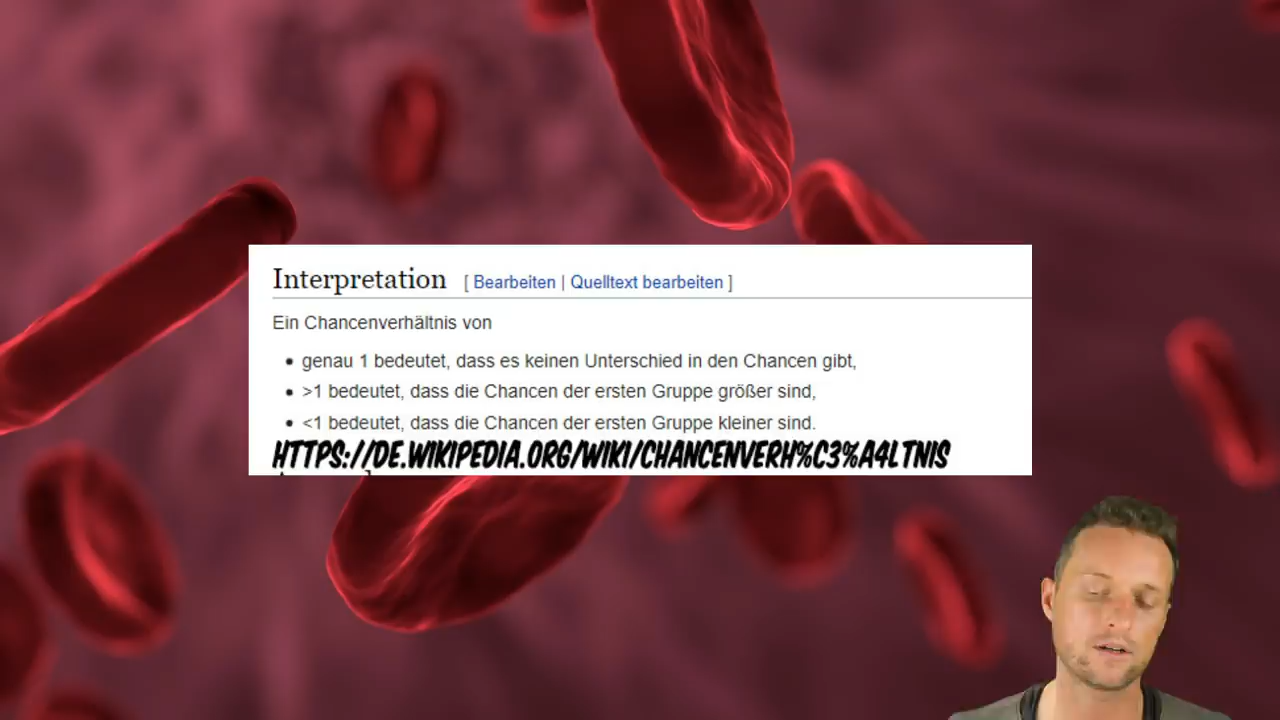 Interpretation [ Bearbeiten | Quelltext bearbeiten ]
Ein Chancenverhältnis von
• genau 1 bedeutet, dass es keinen Unterschied in den Chancen gibt,
• >1 bedeutet, dass die Chancen der ersten Gruppe größer sind,
• <1 bedeutet, dass die Chancen der ersten Gruppe kleiner sind.
HTTPS://DE.WIKIPEDIA.ORG/WIKI/CHANCENVERH%C3%A4LTNIS